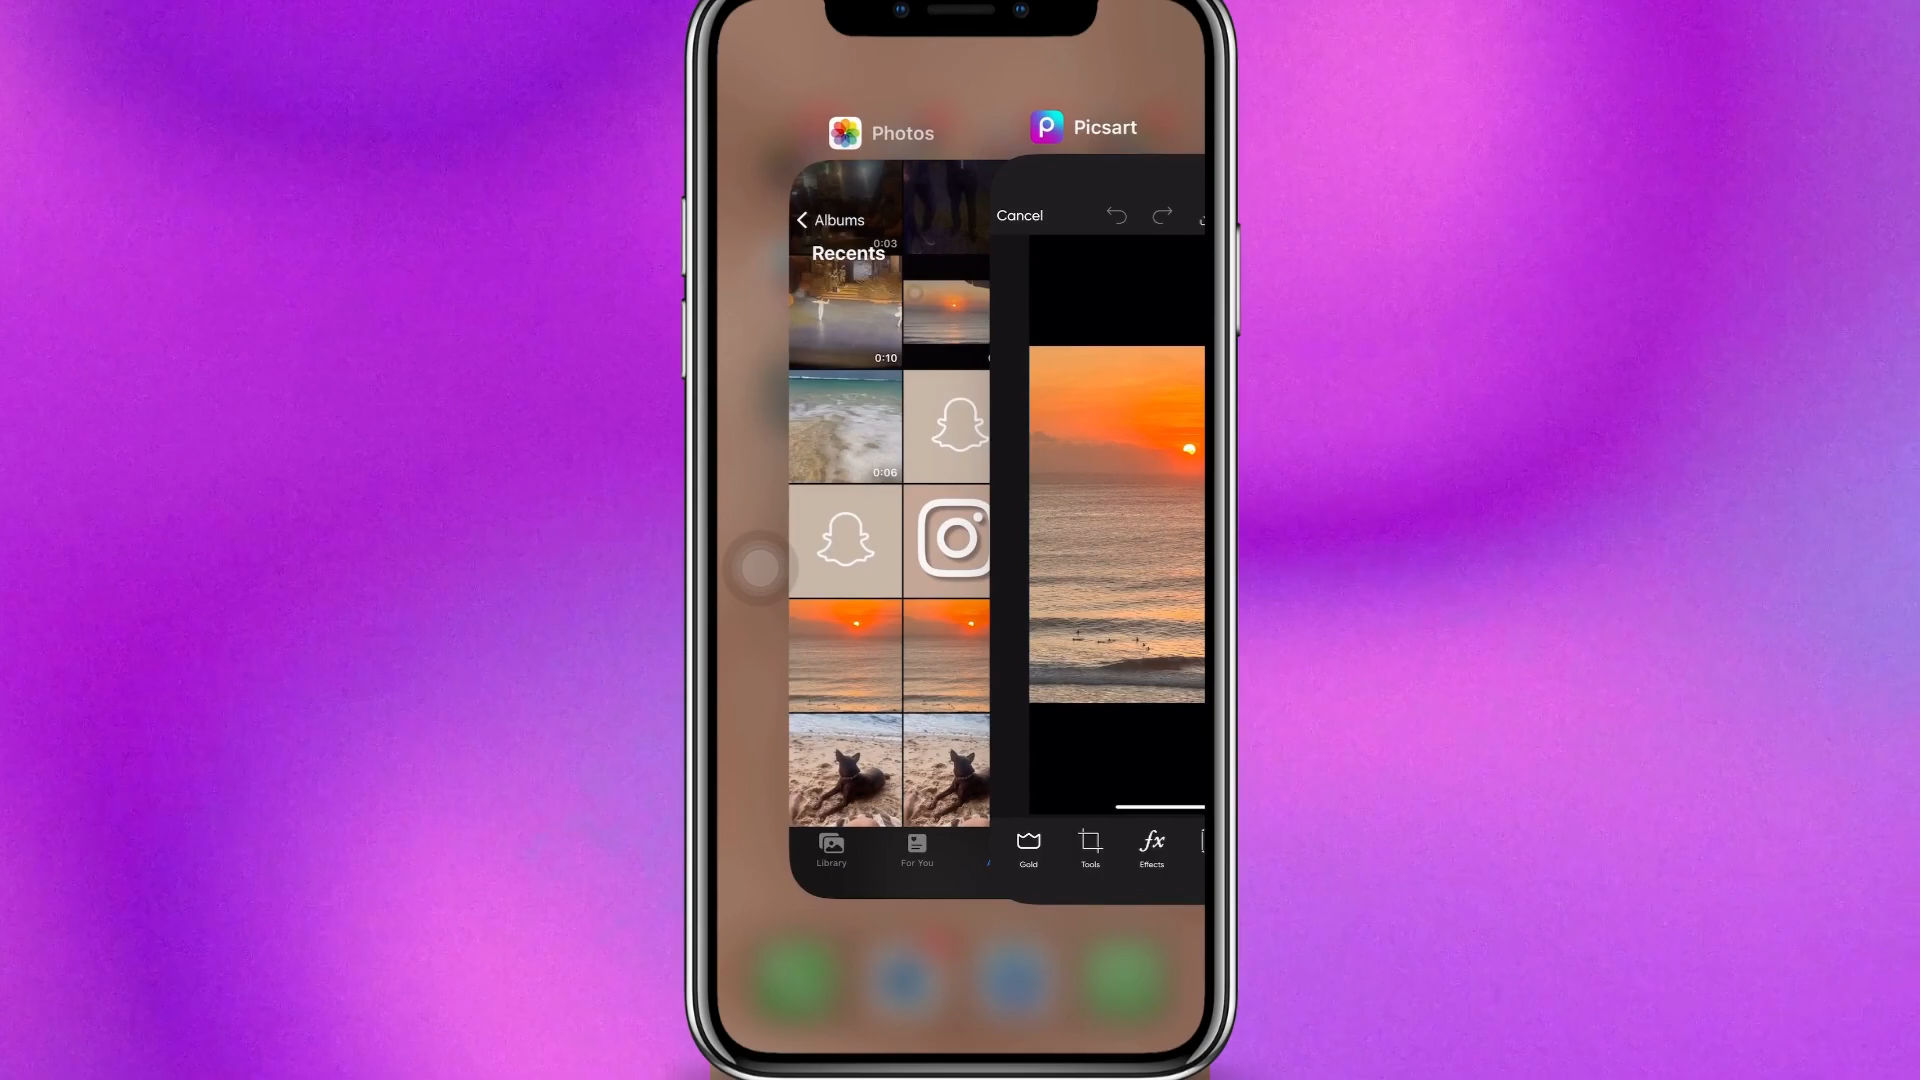 Photos
Picsart
Albums
Cancel
0:03
Recents
0:10
0:06
Library
For You
Gold
Tools
Effects